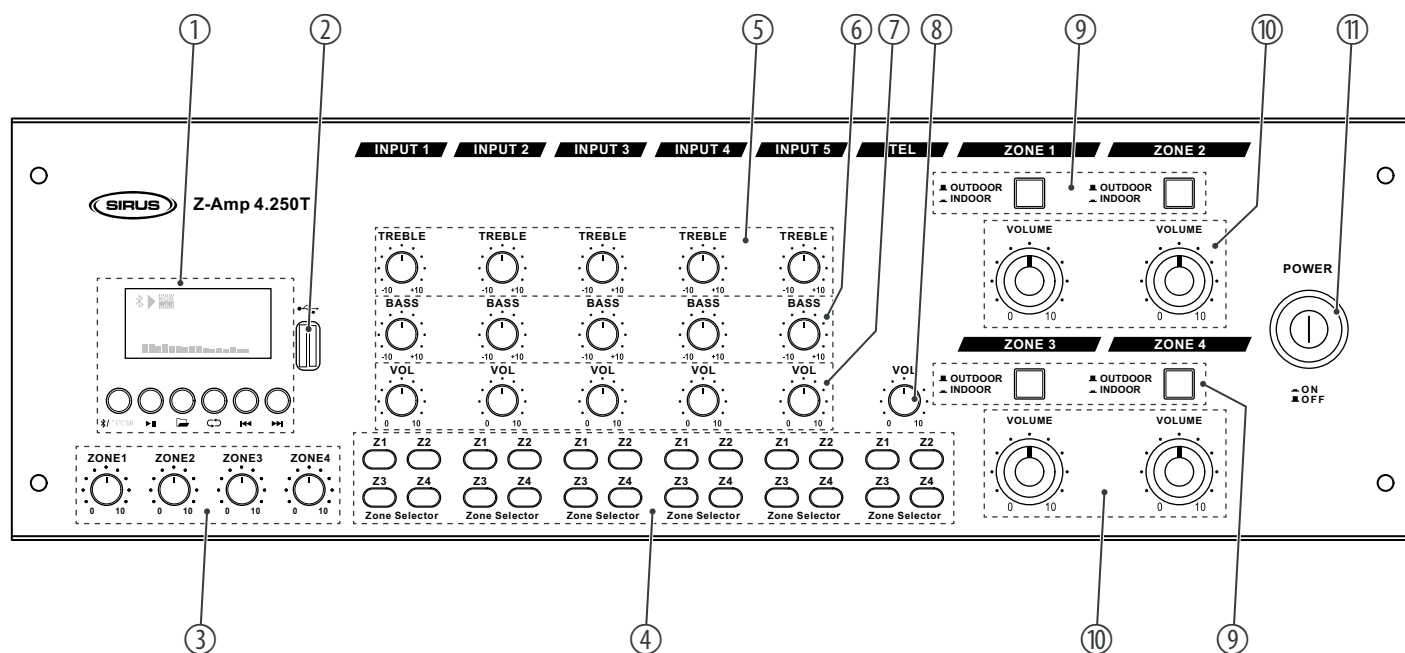 ① ② ⑤ ⑥ ⑦ ⑧ ⑨ ⑩ ⑪
INPUT 1 INPUT 2 INPUT 3 INPUT 4 INPUT 5 TEL ZONE 1 ZONE 2
OUTDOOR OUTDOOR
INDOOR INDOOR
SIRUS Z-Amp 4.250T
TREBLE TREBLE TREBLE TREBLE TREBLE
-10 +10 -10 +10 -10 +10 -10 +10 -10 +10
VOLUME VOLUME
0 10 0 10
POWER
BASS BASS BASS BASS BASS
-10 +10 -10 +10 -10 +10 -10 +10 -10 +10
ZONE 3 ZONE 4
VOL VOL VOL VOL VOL VOL
0 10 0 10 0 10 0 10 0 10 0 10
OUTDOOR OUTDOOR
INDOOR INDOOR
ON
OFF
VOLUME VOLUME
0 10 0 10
ZONE1 ZONE2 ZONE3 ZONE4
0 10 0 10 0 10 0 10
Z1 Z2 Z1 Z2 Z1 Z2 Z1 Z2 Z1 Z2 Z1 Z2
Z3 Z4 Z3 Z4 Z3 Z4 Z3 Z4 Z3 Z4 Z3 Z4
Zone Selector Zone Selector Zone Selector Zone Selector Zone Selector Zone Selector
③ ④ ⑩ ⑨